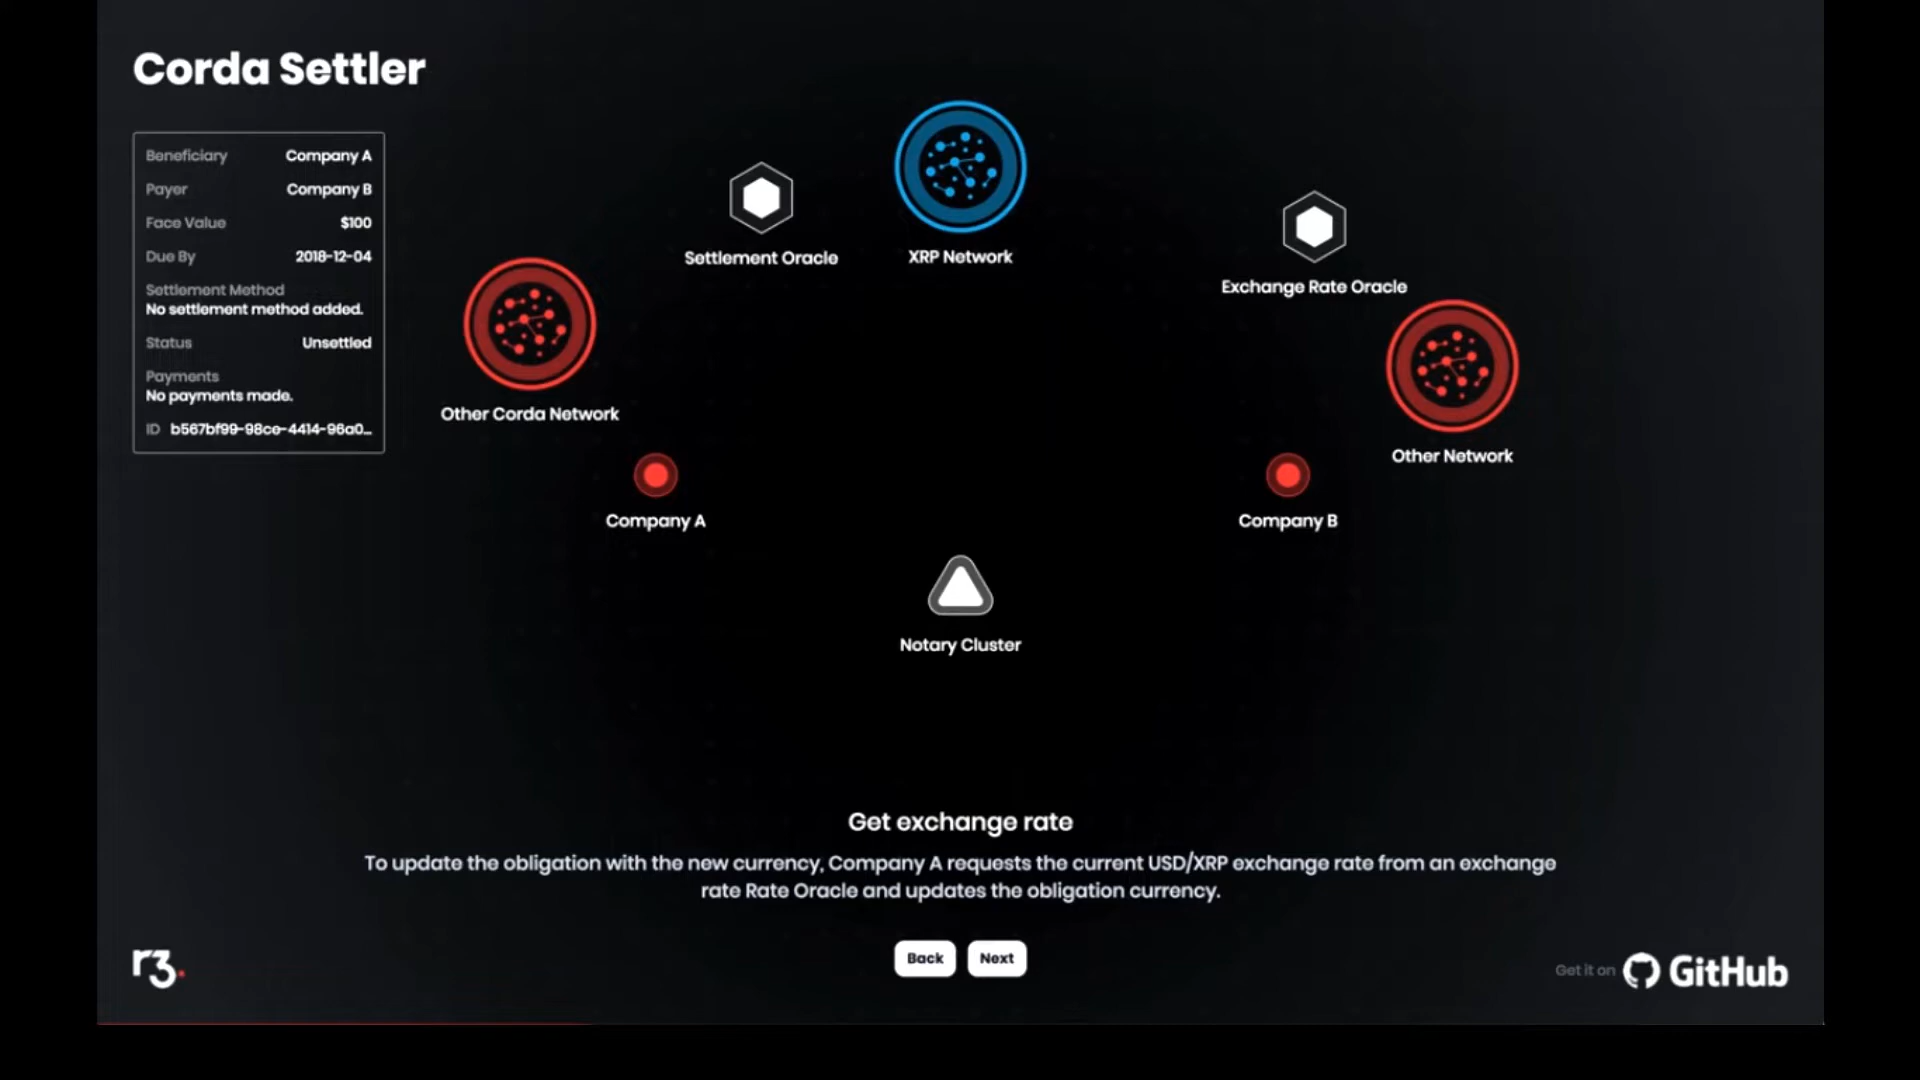 Corda Settler
Beneficiary Company A
Payer Company B
Face Value $100
Due By 2018-12-04
Settlement Method
No settlement method added.
Status Unsettled
Payments
No payments made.
ID b567bf99-98ce-4414-96a0...
Settlement Oracle
XRP Network
Exchange Rate Oracle
Other Corda Network
Other Network
Company A
Company B
Notary Cluster
Get exchange rate
To update the obligation with the new currency, Company A requests the current USD/XRP exchange rate from an exchange
rate Rate Oracle and updates the obligation currency.
Back Next
r3.
Get it on GitHub